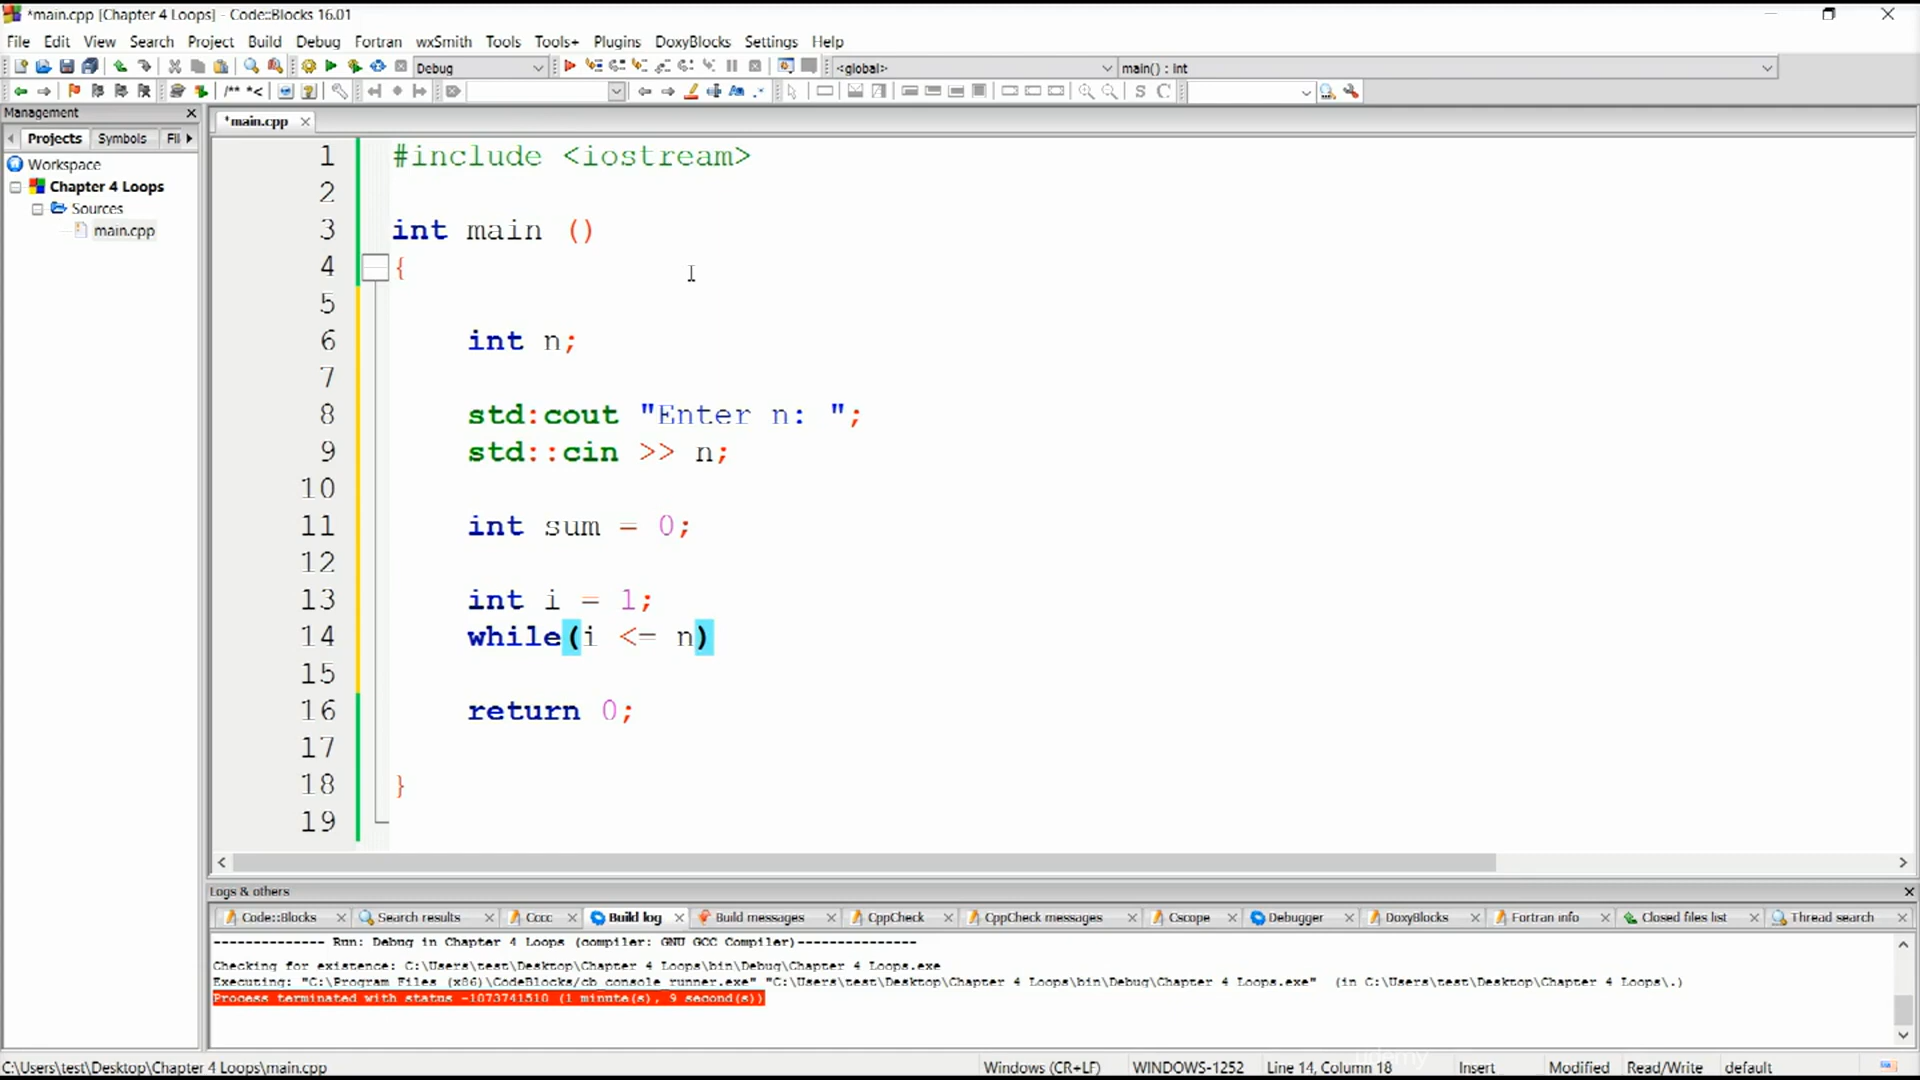 *main.cpp [Chapter 4 Loops] - Code::Blocks 16.01
File Edit View Search Project Build Debug Fortran wxSmith Tools Tools+ Plugins DoxyBlocks Settings Help
Debug <global> main() : int
/** *< S C
Management
*main.cpp
Projects Symbols Fil
Workspace
Chapter 4 Loops
Sources
main.cpp
1 #include <iostream>
2
3 int main ()
4 {
5
6 int n;
7
8 std:cout "Enter n: ";
9 std::cin >> n;
10
11 int sum = 0;
12
13 int i = 1;
14 while(i <= n)
15
16 return 0;
17
18 }
19
Logs & others
Code::Blocks Search results Cccc Build log Build messages CppCheck CppCheck messages Cscope Debugger DoxyBlocks Fortran info Closed files list Thread search
-------------- Run: Debug in Chapter 4 Loops (compiler: GNU GCC Compiler)---------------
Checking for existence: C:\Users\test\Desktop\Chapter 4 Loops\bin\Debug\Chapter 4 Loops.exe
Executing: "C:\Program Files (x86)\CodeBlocks/cb_console_runner.exe" "C:\Users\test\Desktop\Chapter 4 Loops\bin\Debug\Chapter 4 Loops.exe" (in C:\Users\test\Desktop\Chapter 4 Loops\.)
Process terminated with status -1073741510 (1 minute(s), 9 second(s))
udemy
C:\Users\test\Desktop\Chapter 4 Loops\main.cpp Windows (CR+LF) WINDOWS-1252 Line 14, Column 18 Insert Modified Read/Write default